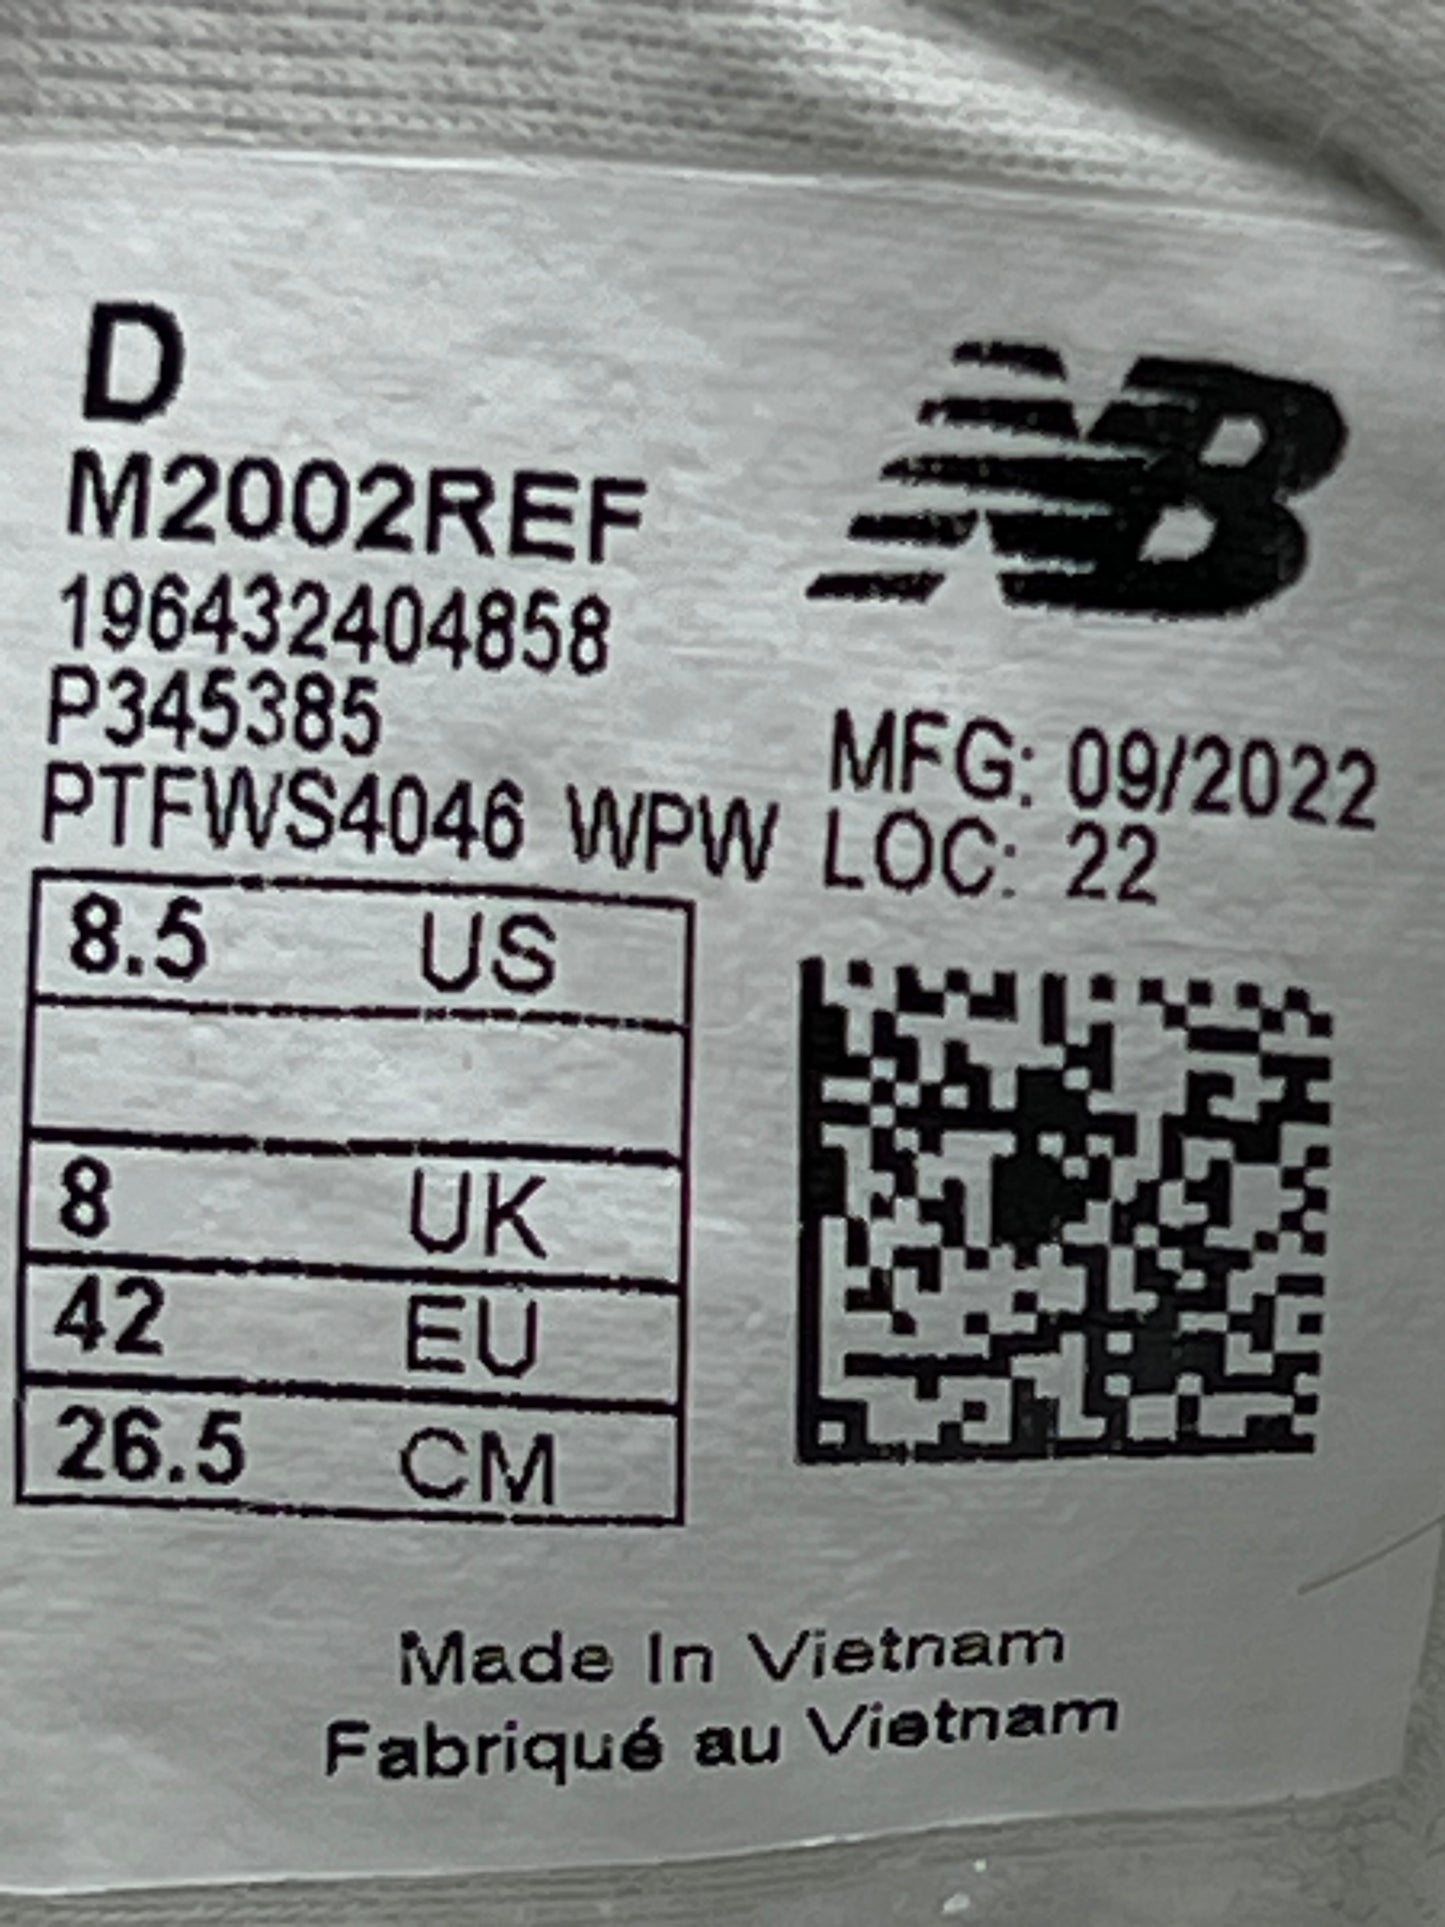 D
M2002REF
196432404858
P345385
PTFWS4046 WPW
MFG: 09/2022
LOC: 22
8.5 US
8 UK
42 EU
26.5 CM
Made In Vietnam
Fabriqué au Vietnam